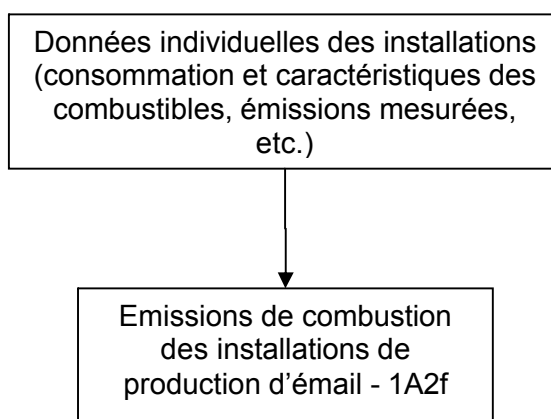 Données individuelles des installations
(consommation et caractéristiques des
combustibles, émissions mesurées,
etc.)
Emissions de combustion
des installations de
production d'émail - 1A2f